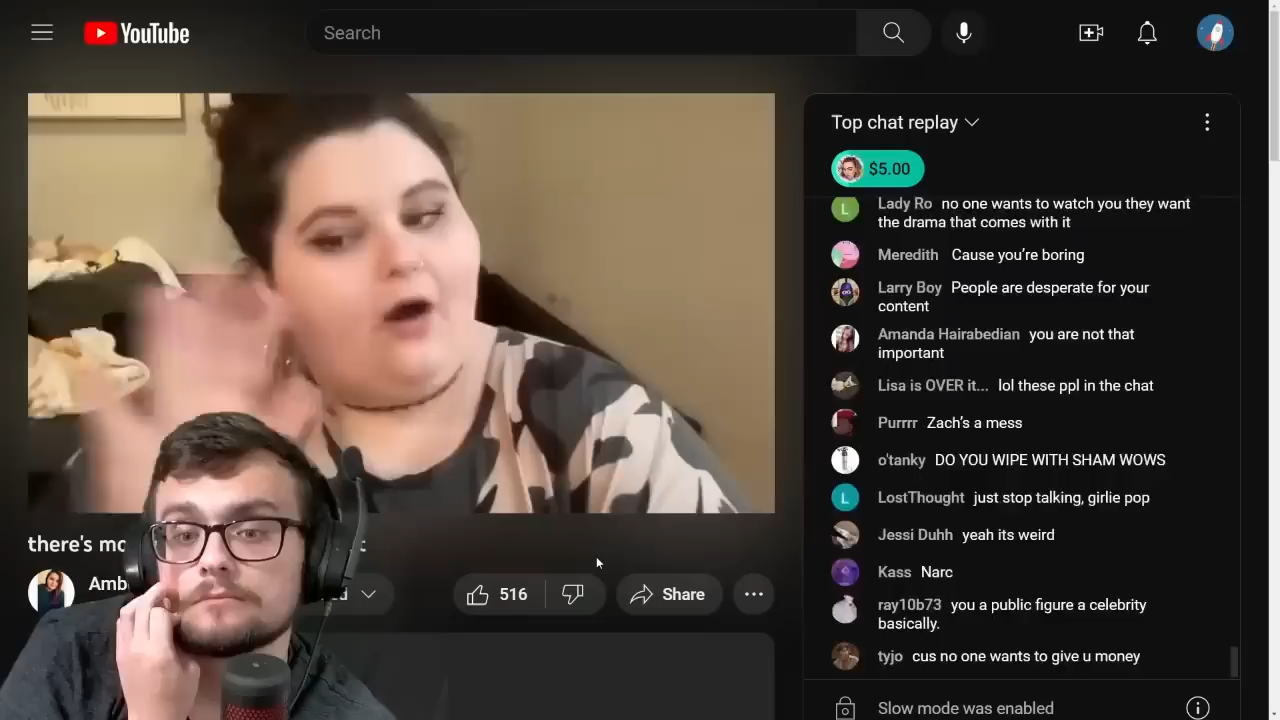 YouTube
Search
Top chat replay
$5.00
Lady Ro no one wants to watch you they want
the drama that comes with it
Meredith Cause you're boring
Larry Boy People are desperate for your
content
Amanda Hairabedian you are not that
important
Lisa is OVER it... lol these ppl in the chat
Purrrr Zach's a mess
o'tanky DO YOU WIPE WITH SHAM WOWS
L LostThought just stop talking, girlie pop
Jessi Duhh yeah its weird
Kass Narc
ray10b73 you a public figure a celebrity
basically.
tyjo cus no one wants to give u money
Slow mode was enabled
there's
516
Share